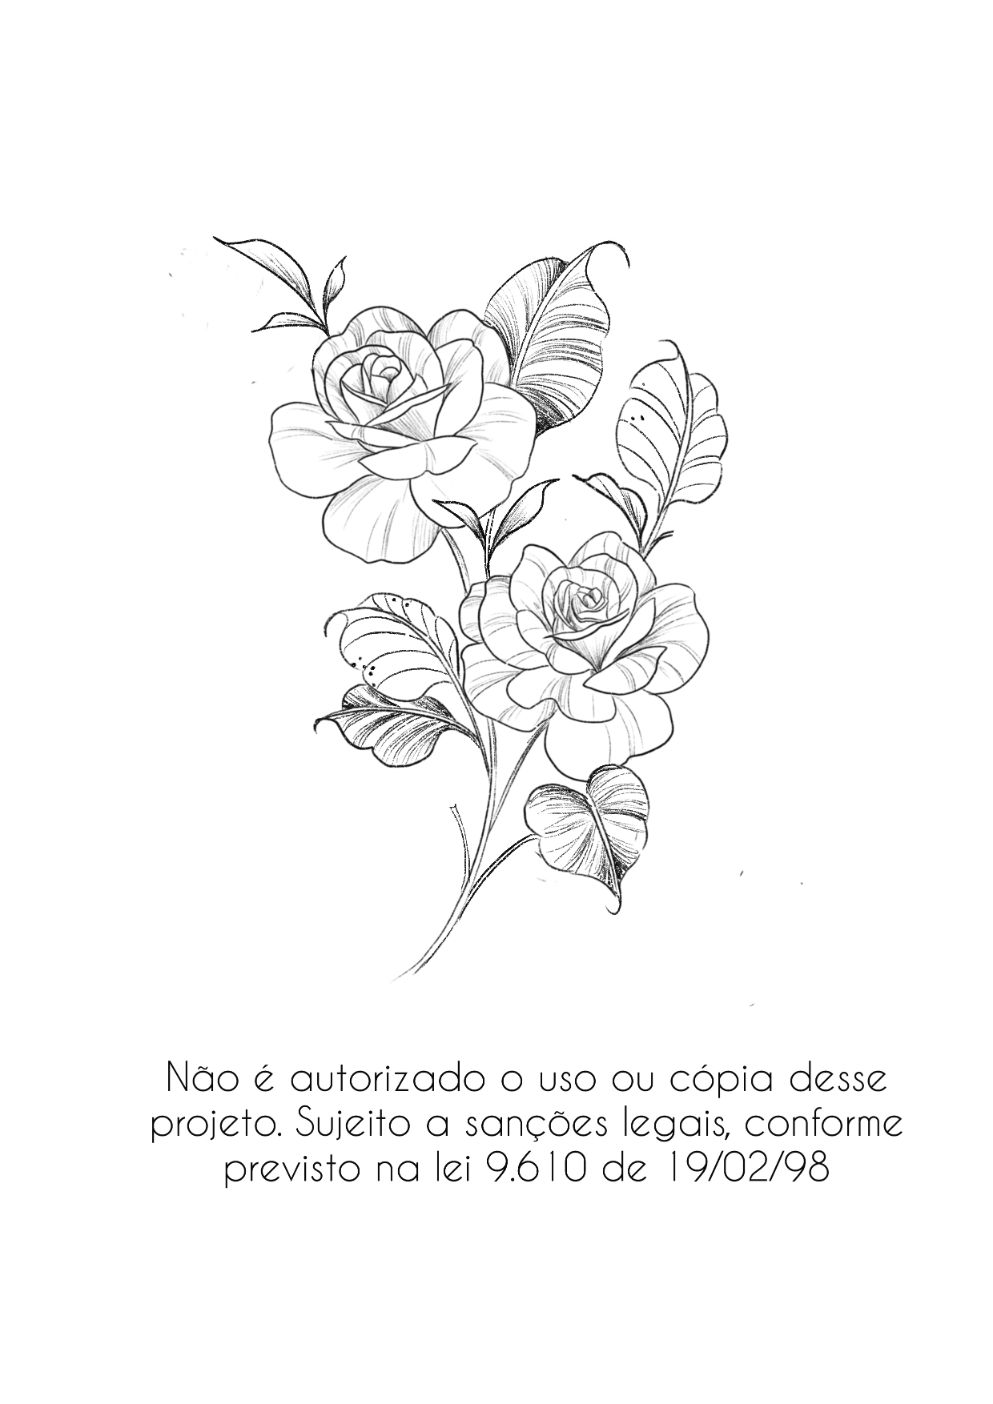 Não é autorizado o uso ou cópia desse
projeto. Sujeito a sanções legais, conforme
previsto na lei 9.610 de 19/02/98